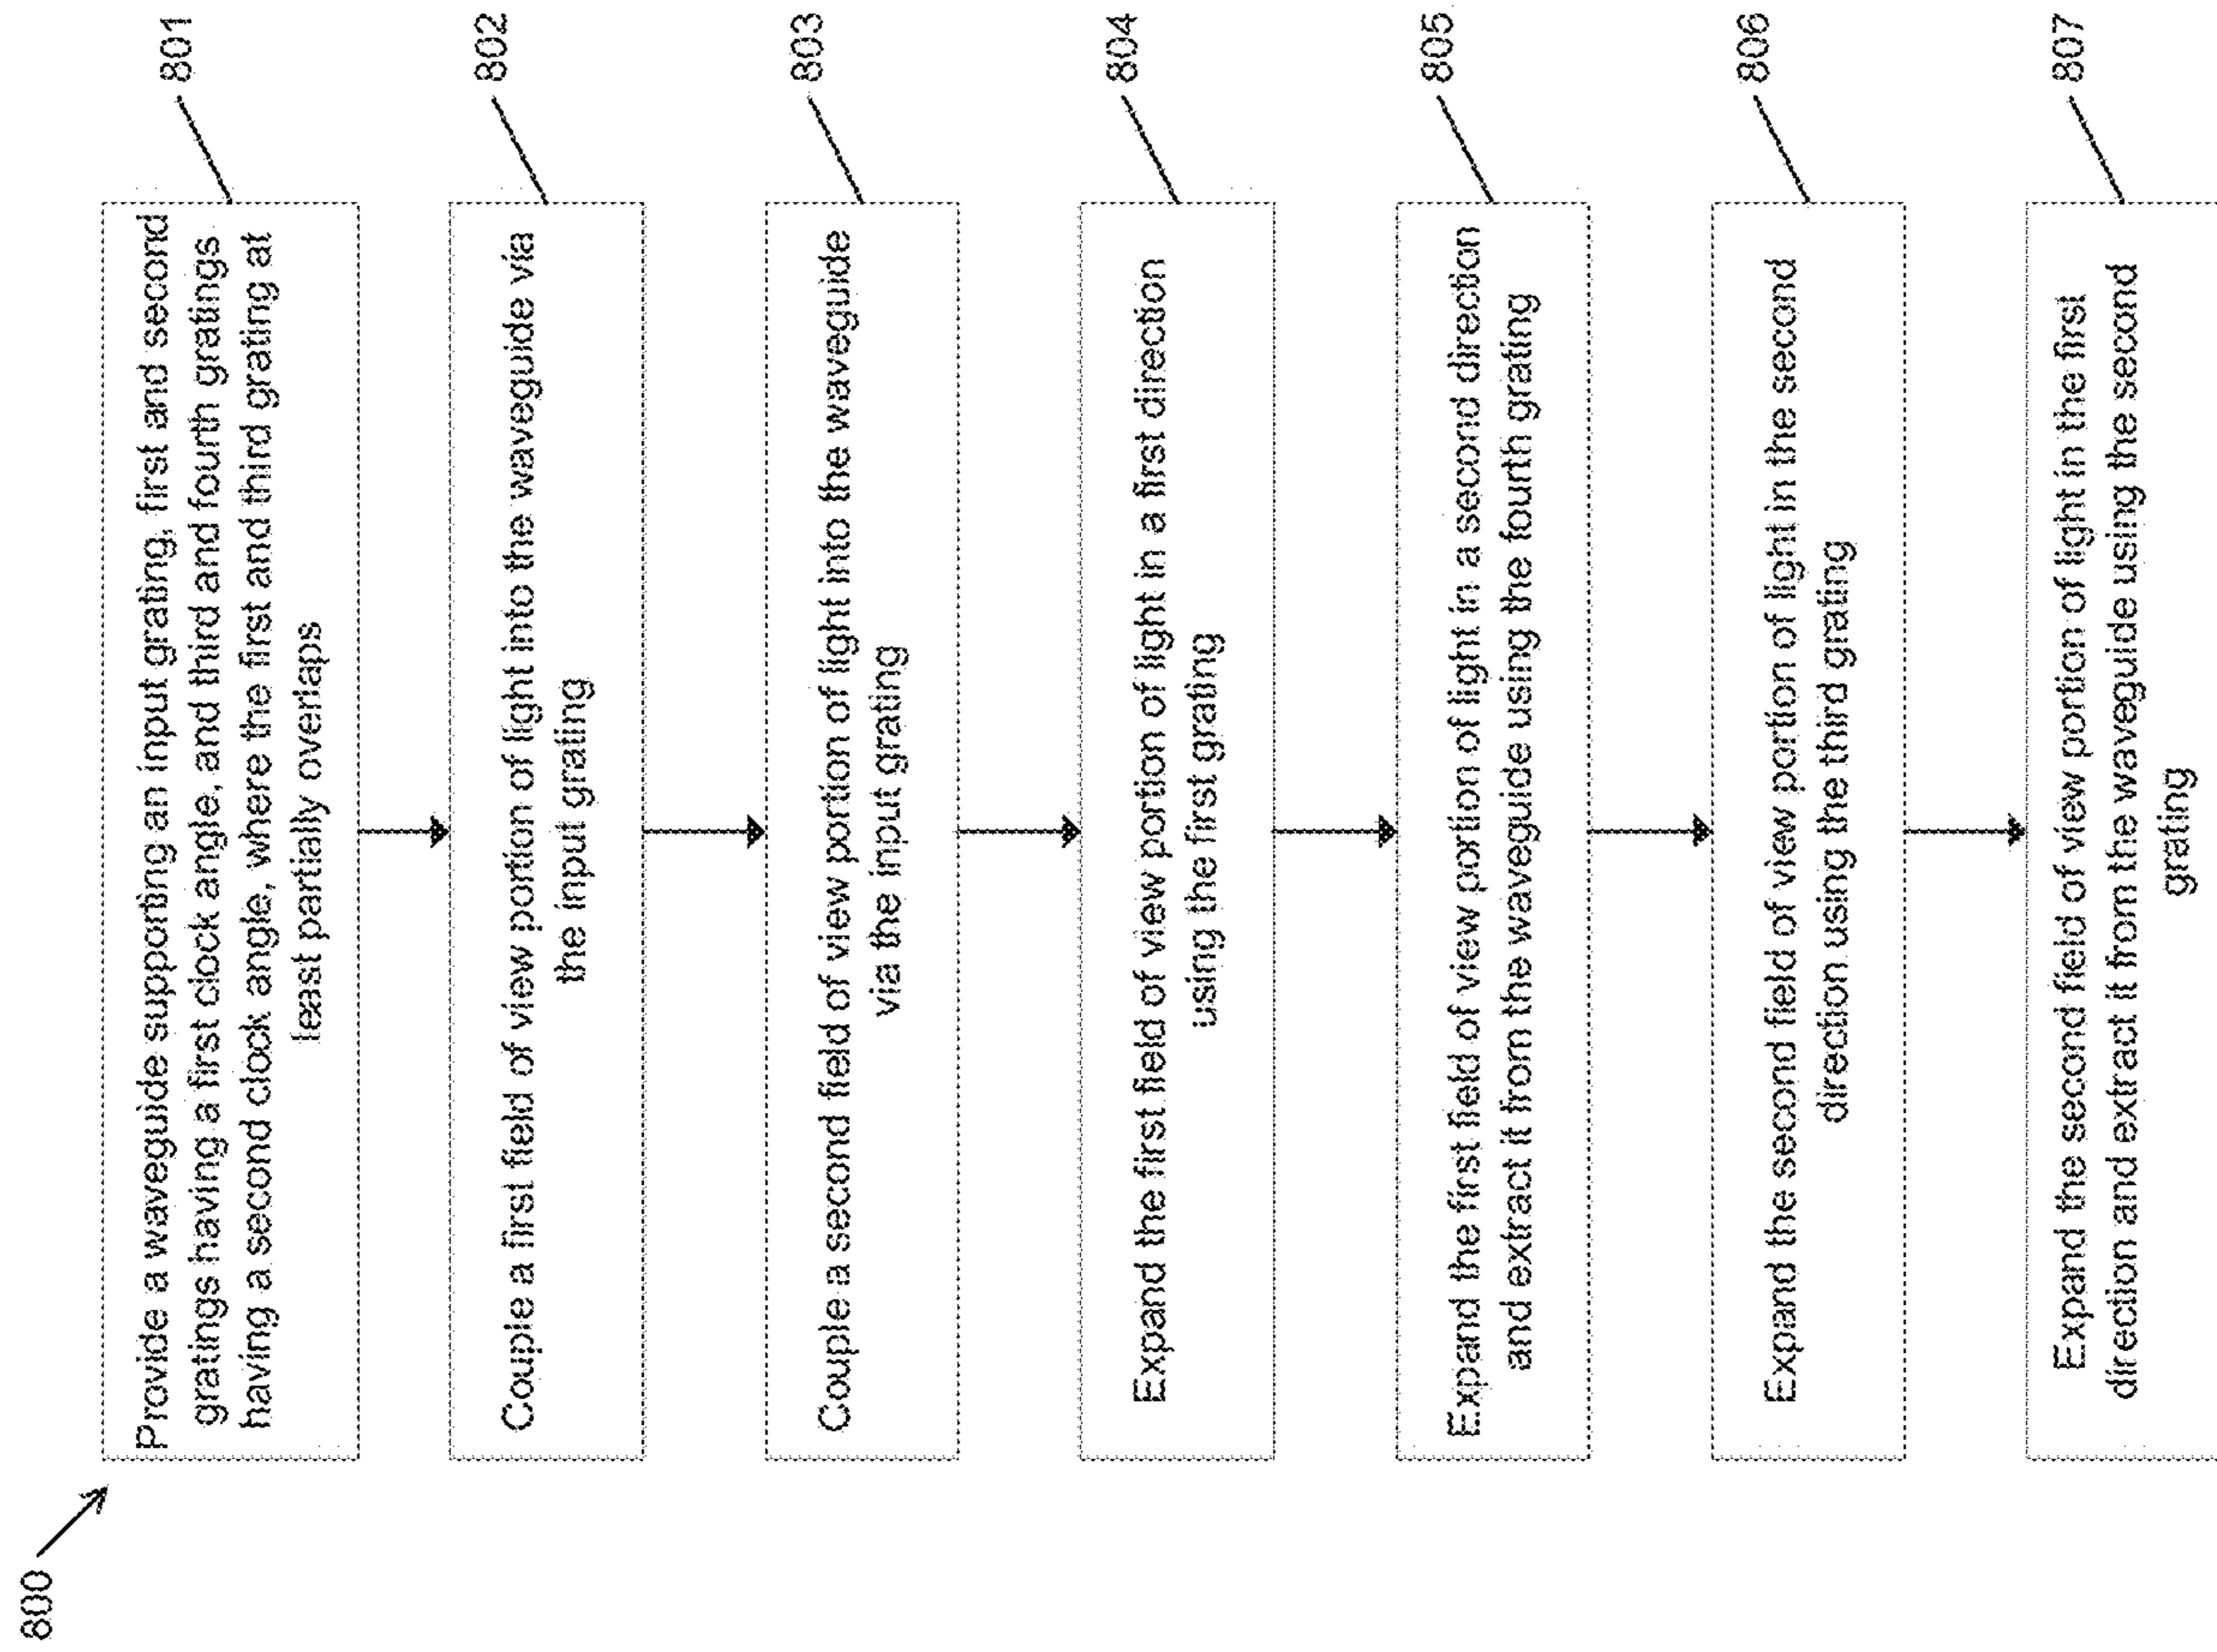 800
Provide a waveguide supporting an input grating, first and second
gratings having a first clock angle, and third and fourth gratings
having a second clock angle, where the first and third grating at
least partially overlaps
801
Couple a first field of view portion of light into the waveguide via
the input grating
802
Couple a second field of view portion of light into the waveguide
via the input grating
803
Expand the first field of view portion of light in a first direction
using the first grating
804
Expand the first field of view portion of light in a second direction
and extract it from the waveguide using the fourth grating
805
Expand the second field of view portion of light in the second
direction using the third grating
806
Expand the second field of view portion of light in the first
direction and extract it from the waveguide using the second
grating
807